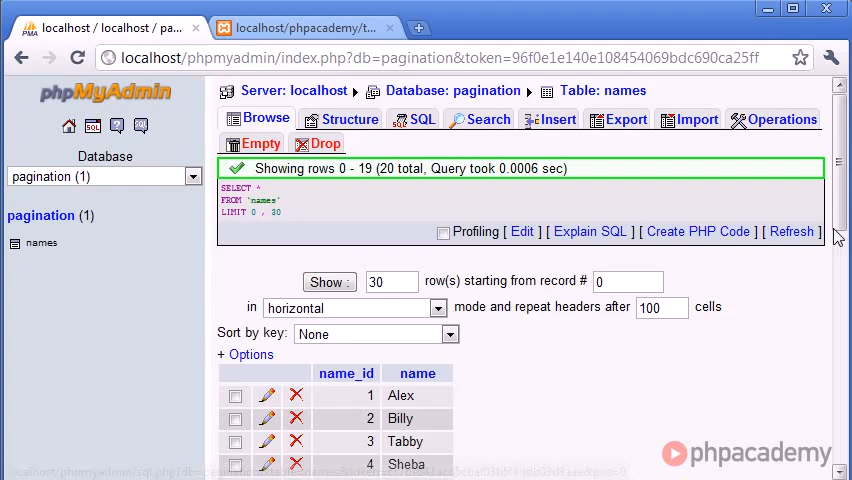 localhost / localhost / pa...
localhost/phpacademy/t...
localhost/phpmyadmin/index.php?db=pagination&token=96f0e1e140e108454069bdc690ca25ff
phpMyAdmin
Server: localhost
Database: pagination
Table: names
Browse
Structure
SQL
Search
Insert
Export
Import
Operations
Empty
Drop
Database
pagination (1)
pagination (1)
names
Showing rows 0 - 19 (20 total, Query took 0.0006 sec)
SELECT *
FROM `names`
LIMIT 0 , 30
Profiling [ Edit ] [ Explain SQL ] [ Create PHP Code ] [ Refresh ]
Show : 30 row(s) starting from record # 0
in horizontal mode and repeat headers after 100 cells
Sort by key: None
+ Options
name_id name
1 Alex
2 Billy
3 Tabby
4 Sheba
phpacademy